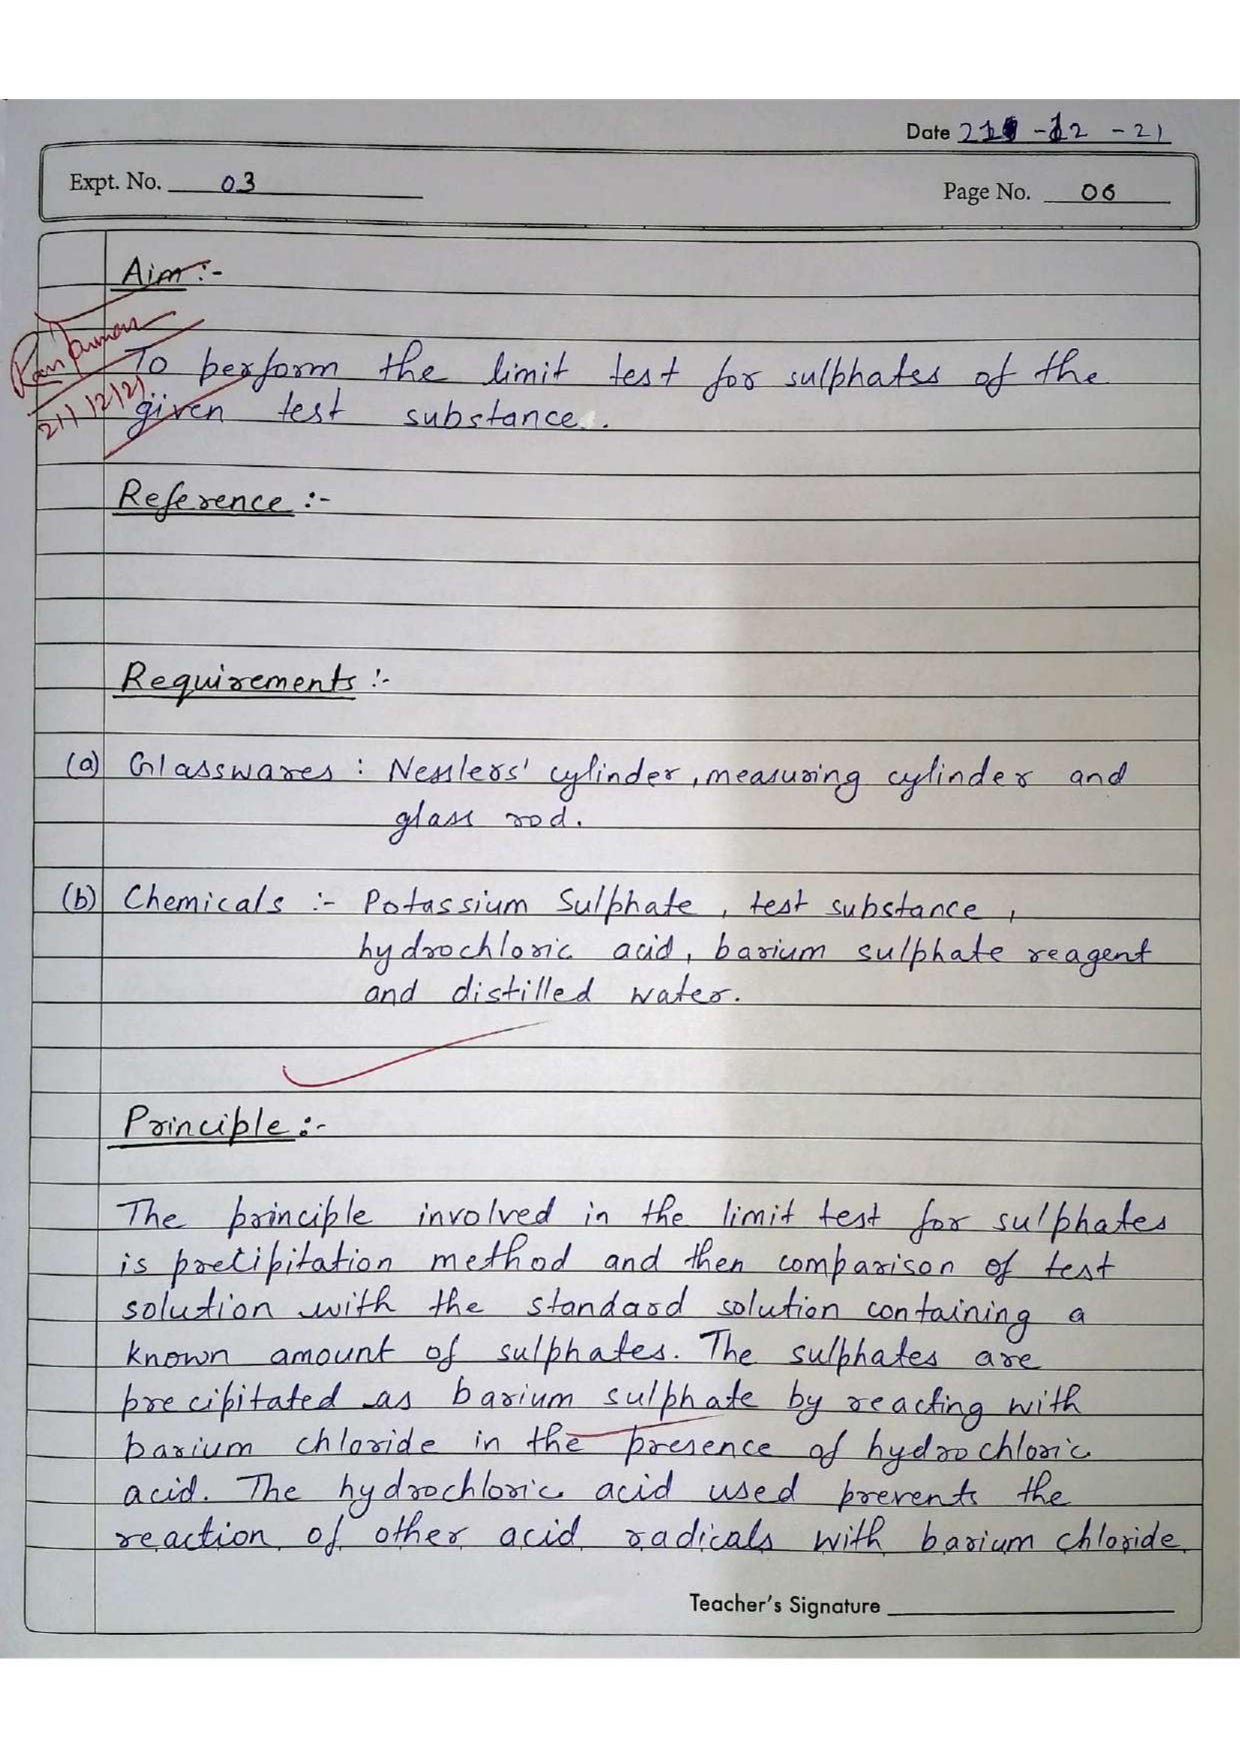 Date 21 -12 -21
Expt. No. 03
Page No. 06
Aim :-
21/12/21
To perform the limit test for sulphates of the
given test substance.
Reference :-
Requirements :-
(a) Glasswares : Nesslers' cylinder, measuring cylinder and
glass rod.
(b) Chemicals :- Potassium Sulphate, test substance,
hydrochloric acid, barium sulphate reagent
and distilled water.
Principle :-
The principle involved in the limit test for sulphates
is precipitation method and then comparison of test
solution with the standard solution containing a
known amount of sulphates. The sulphates are
precipitated as barium sulphate by reacting with
barium chloride in the presence of hydrochloric
acid. The hydrochloric acid used prevents the
reaction of other acid radicals with barium chloride.
Teacher's Signature